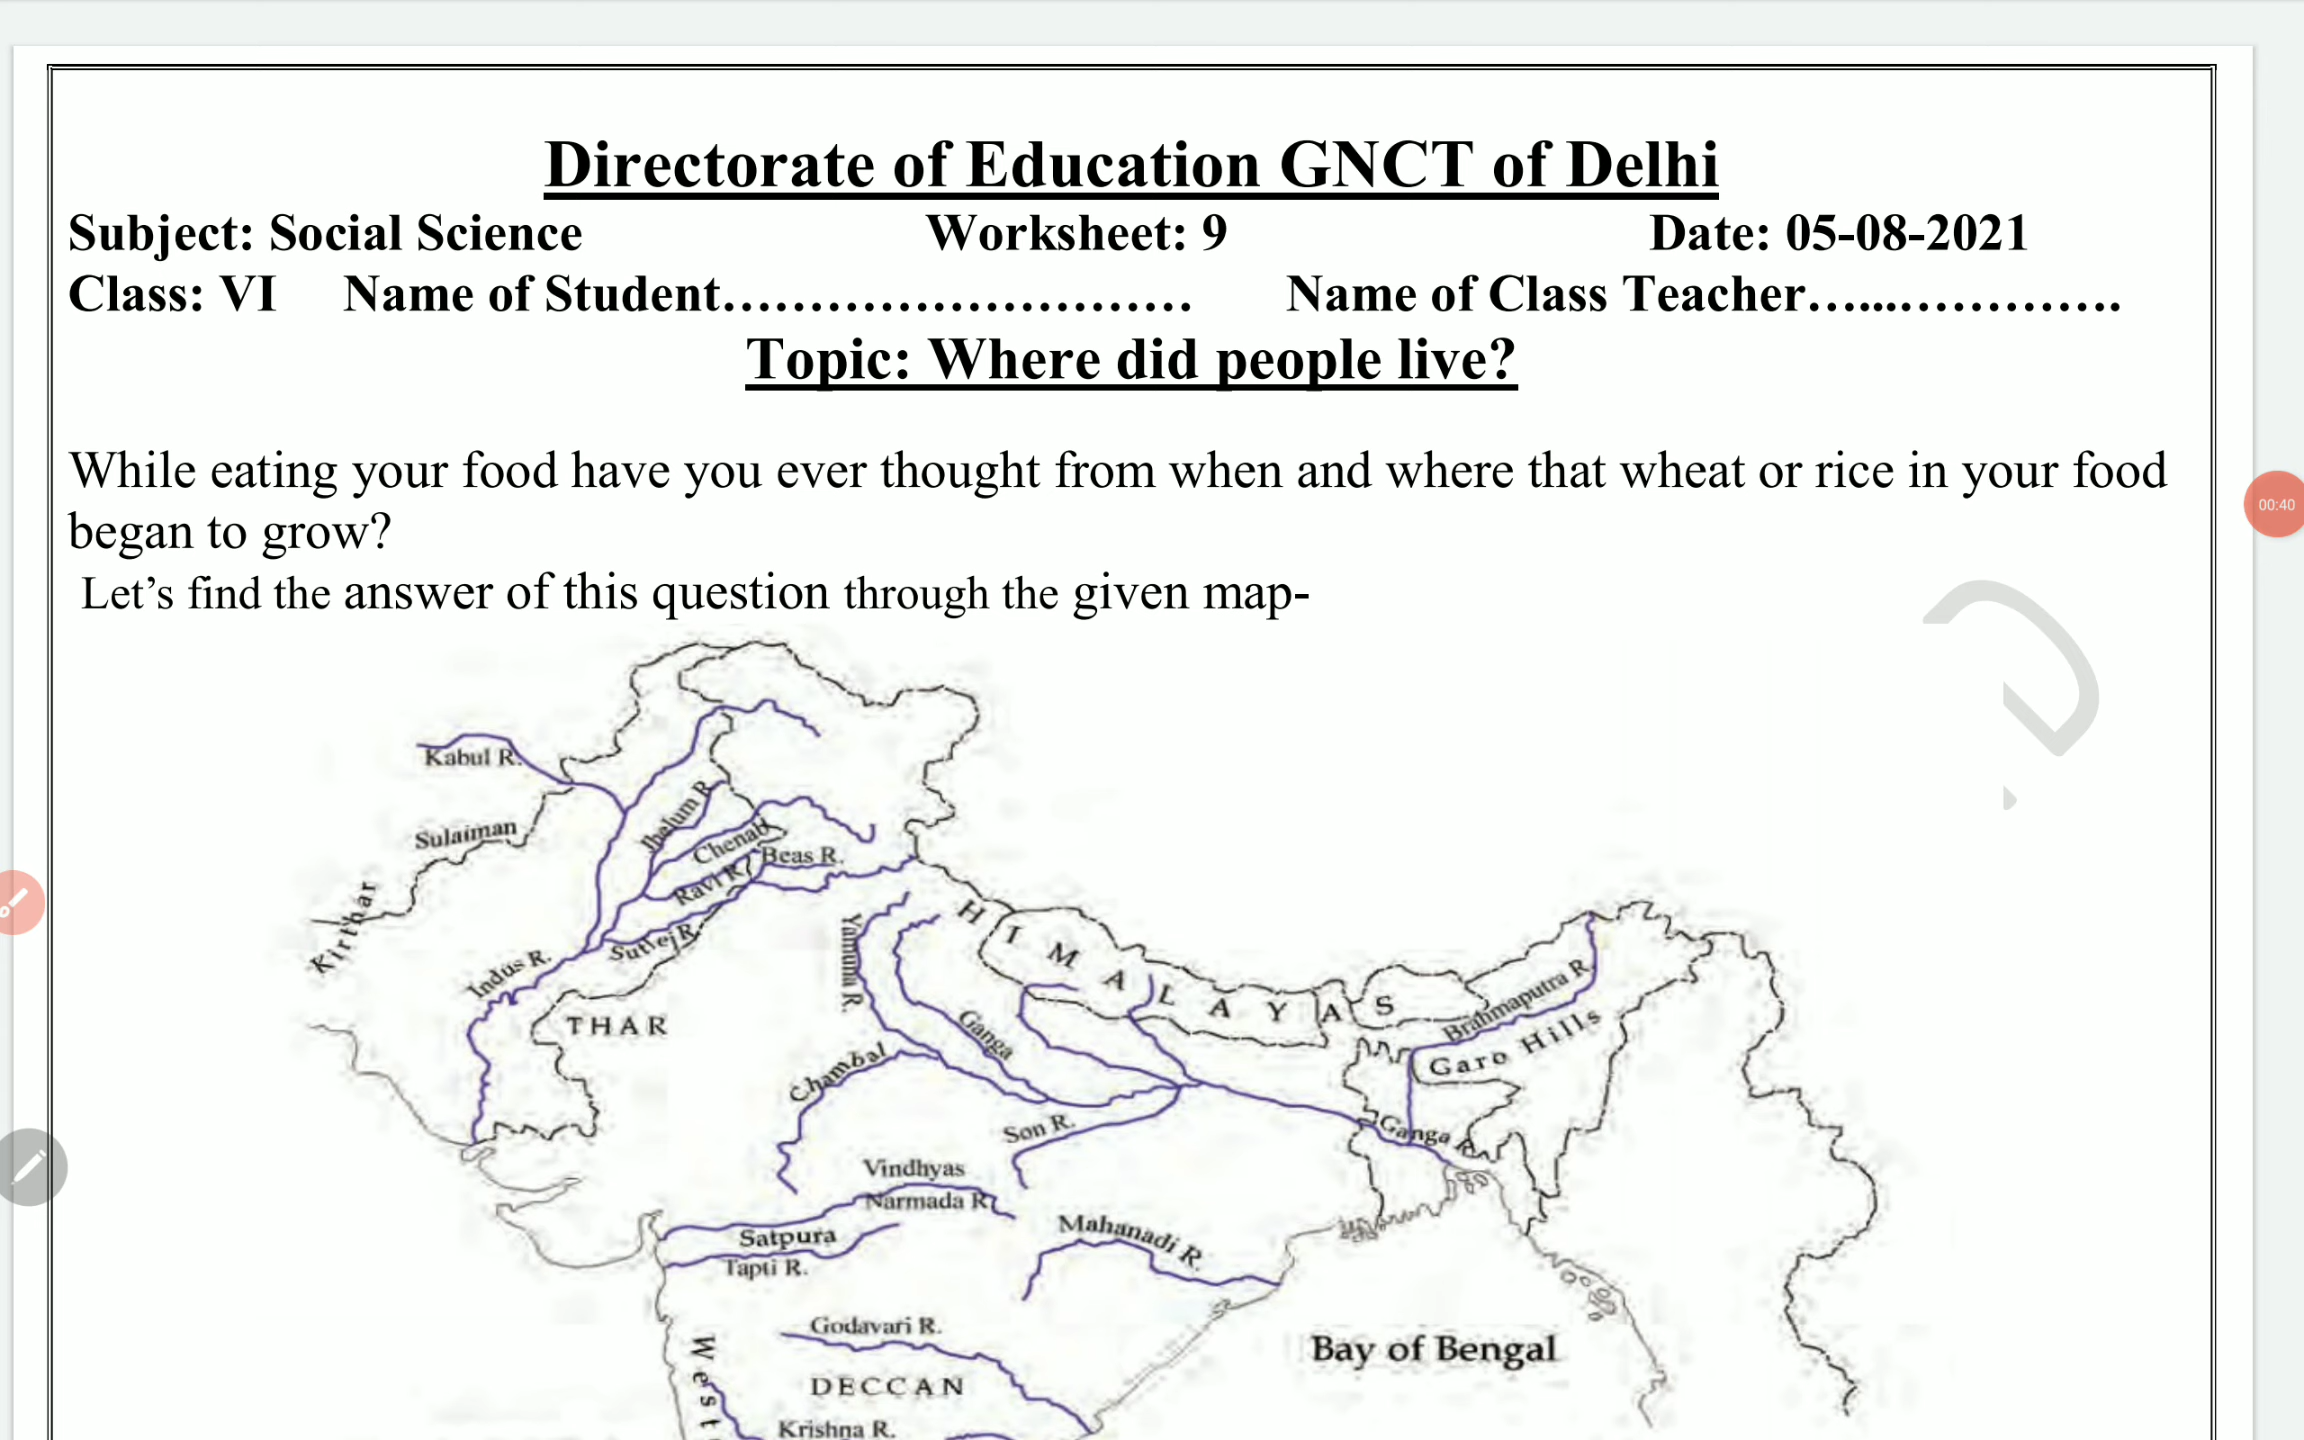 Directorate of Education GNCT of Delhi
Subject: Social Science Worksheet: 9 Date: 05-08-2021
Class: VI Name of Student........................... Name of Class Teacher...................
Topic: Where did people live?
While eating your food have you ever thought from when and where that wheat or rice in your food
began to grow?
Let’s find the answer of this question through the given map-
00:40
Kabul R.
Sulaiman
Kirthar
Jhelum R.
Chenab
Beas R.
Ravi R.
Sutlej R.
Indus R.
THAR
Yamuna R.
HIMALAYAS
Ganga
Chambal
Brahmaputra R.
Garo Hills
Ganga R.
Son R.
Vindhyas
Narmada R.
Satpura
Tapti R.
Mahanadi R.
Godavari R.
Bay of Bengal
West
DECCAN
Krishna R.